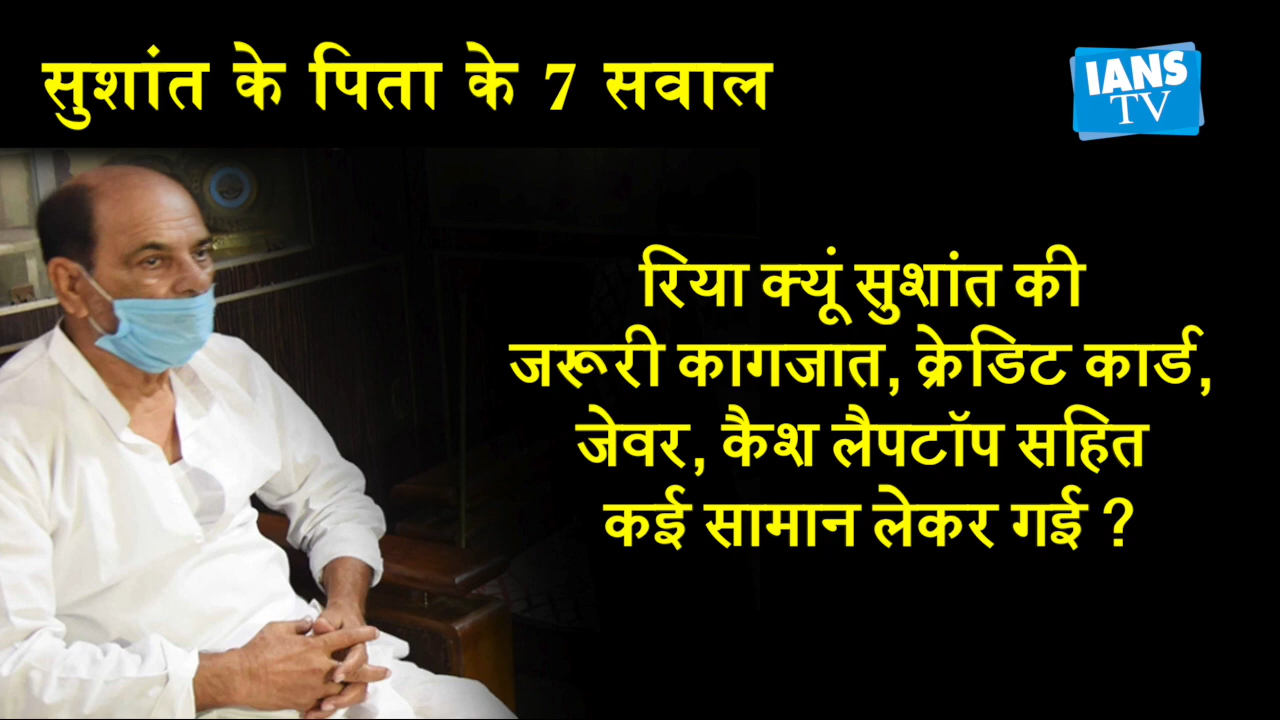 सुशांत के पिता के 7 सवाल
IANS
TV
रिया क्यूं सुशांत की
जरूरी कागजात, क्रेडिट कार्ड,
जेवर, कैश लैपटॉप सहित
कई सामान लेकर गई ?